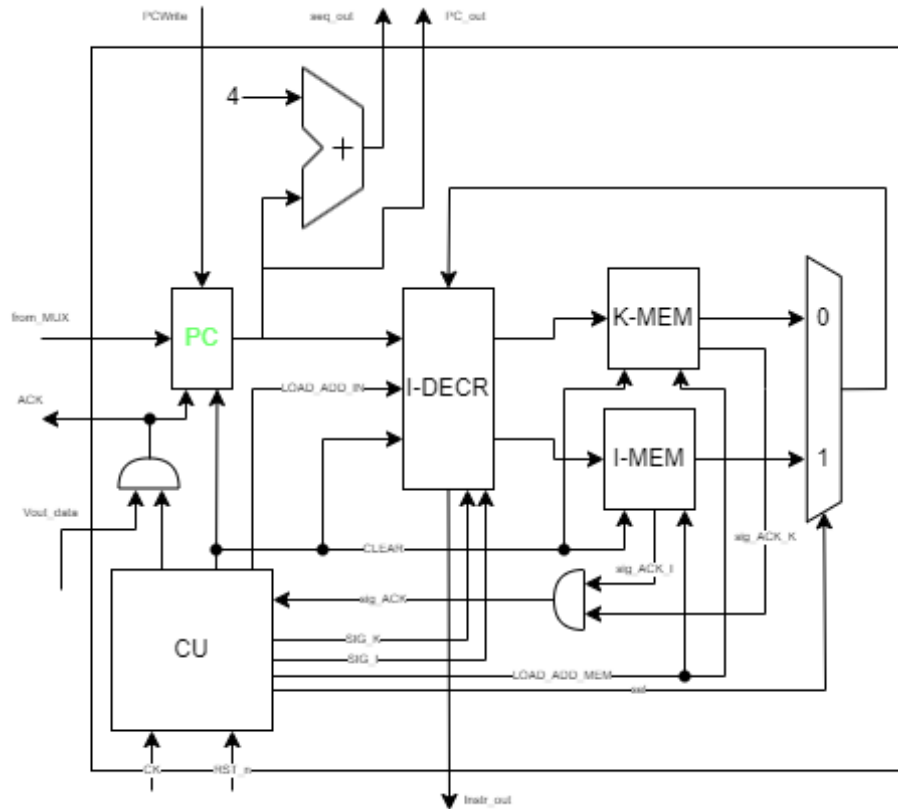 PCWrite
seq_out
PC_out
4
+
from_MUX
PC
K-MEM
0
ACK
LOAD_ADD_IN
I-DECR
I-MEM
1
Vout_data
CLEAR
sig_ACK_K
sig_ACK_I
sig_ACK
CU
SIG_K
SIG_I
LOAD_ADD_MEM
sel
CK
RST_n
Instr_out